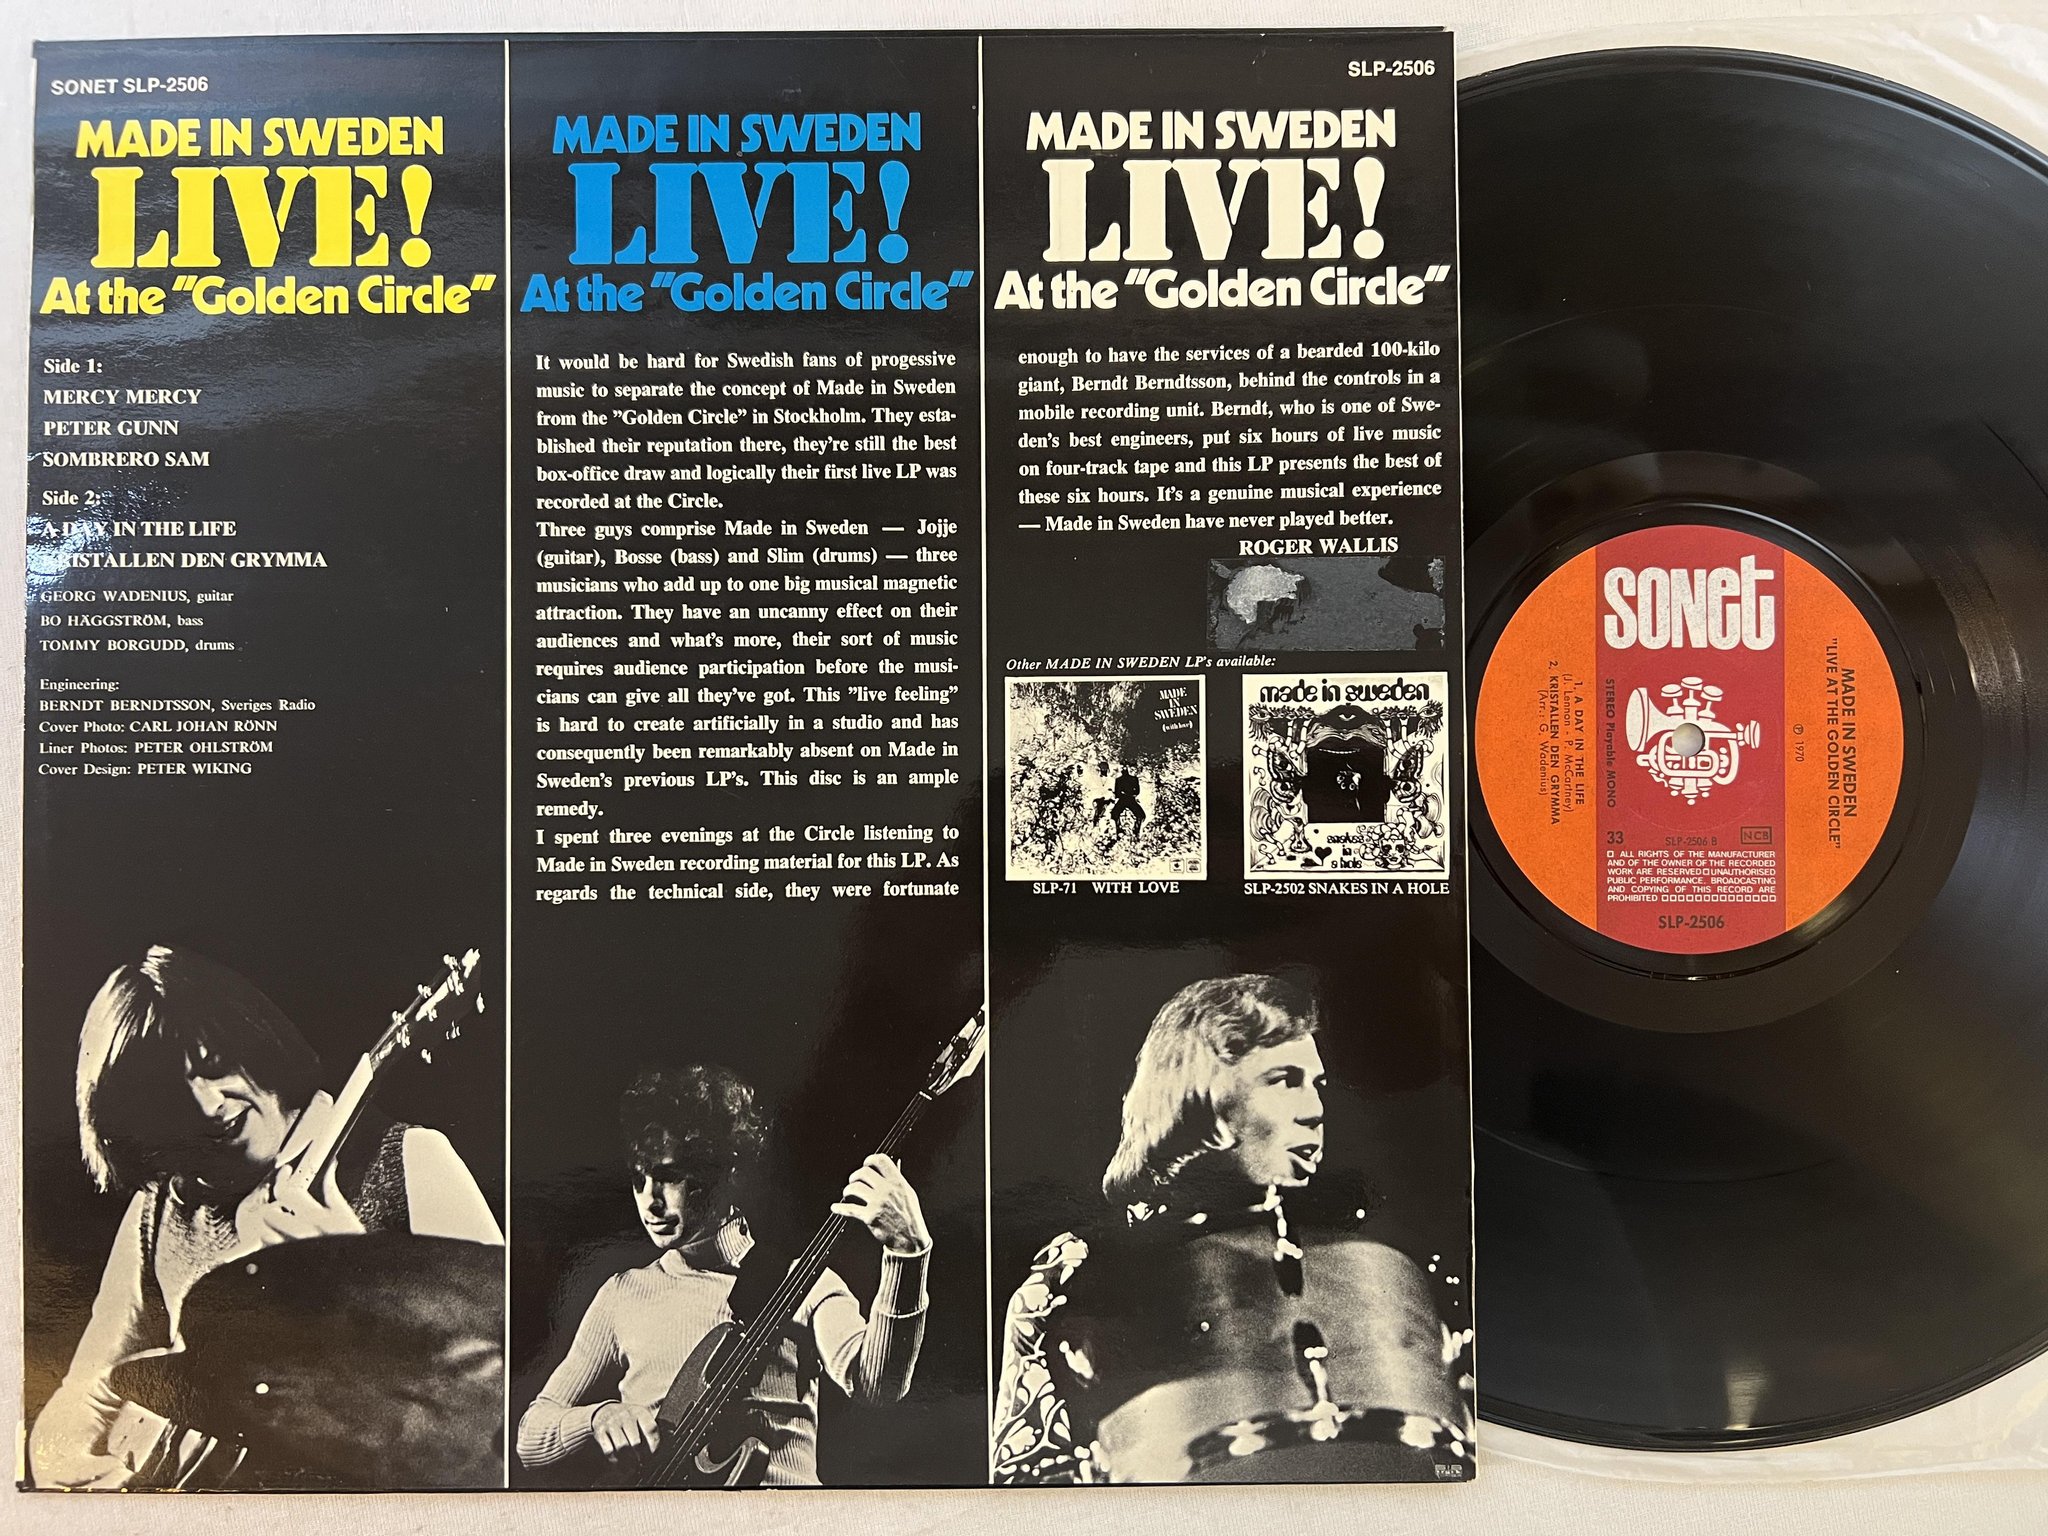 SONET SLP-2506
MADE IN SWEDEN
LIVE!
At the "Golden Circle"
Side 1:
MERCY MERCY
PETER GUNN
SOMBRERO SAM
Side 2:
A DAY IN THE LIFE
KRISTALLEN DEN GRYMMA
GEORG WADENIUS, guitar
BO HÄGGSTRÖM, bass
TOMMY BORGUDD, drums
Engineering:
BERNDT BERNDTSSON, Sveriges Radio
Cover Photo: CARL JOHAN RÖNN
Liner Photos: PETER OHLSTRÖM
Cover Design: PETER WIKING
MADE IN SWEDEN
LIVE!
At the "Golden Circle"
It would be hard for Swedish fans of progessive
music to separate the concept of Made in Sweden
from the ”Golden Circle” in Stockholm. They esta-
blished their reputation there, they're still the best
box-office draw and logically their first live LP was
recorded at the Circle.
Three guys comprise Made in Sweden — Jojje
(guitar), Bosse (bass) and Slim (drums) — three
musicians who add up to one big musical magnetic
attraction. They have an uncanny effect on their
audiences and what's more, their sort of music
requires audience participation before the musi-
cians can give all they've got. This ”live feeling”
is hard to create artificially in a studio and has
consequently been remarkably absent on Made in
Sweden's previous LP's. This disc is an ample
remedy.
I spent three evenings at the Circle listening to
Made in Sweden recording material for this LP. As
regards the technical side, they were fortunate
SLP-2506
MADE IN SWEDEN
LIVE!
At the "Golden Circle"
enough to have the services of a bearded 100-kilo
giant, Berndt Berndtsson, behind the controls in a
mobile recording unit. Berndt, who is one of Swe-
den's best engineers, put six hours of live music
on four-track tape and this LP presents the best of
these six hours. It's a genuine musical experience
— Made in Sweden have never played better.
ROGER WALLIS
Other MADE IN SWEDEN LP's available:
MADE
IN
SWEDEN
(with love)
made in sweden
snakes
in
a hole
SLP-71 WITH LOVE
SLP-2502 SNAKES IN A HOLE
SONET
MADE IN SWEDEN
"LIVE AT THE GOLDEN CIRCLE"
℗ 1970
STEREO Playable MONO
1. A DAY IN THE LIFE
(J. Lennon - P. McCartney)
2. KRISTALLEN DEN GRYMMA
(Arr.: G. Wadenius)
33
SLP-2506 B
NCB
ALL RIGHTS OF THE MANUFACTURER
AND OF THE OWNER OF THE RECORDED
WORK ARE RESERVED UNAUTHORISED
PUBLIC PERFORMANCE, BROADCASTING
AND COPYING OF THIS RECORD ARE
PROHIBITED
SLP-2506